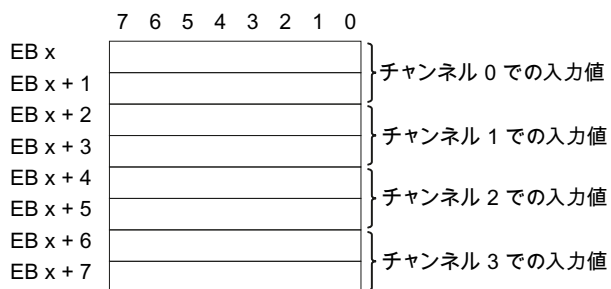 7 6 5 4 3 2 1 0
EB x
チャンネル 0 での入力値
EB x + 1
EB x + 2
チャンネル 1 での入力値
EB x + 3
EB x + 4
チャンネル 2 での入力値
EB x + 5
EB x + 6
チャンネル 3 での入力値
EB x + 7